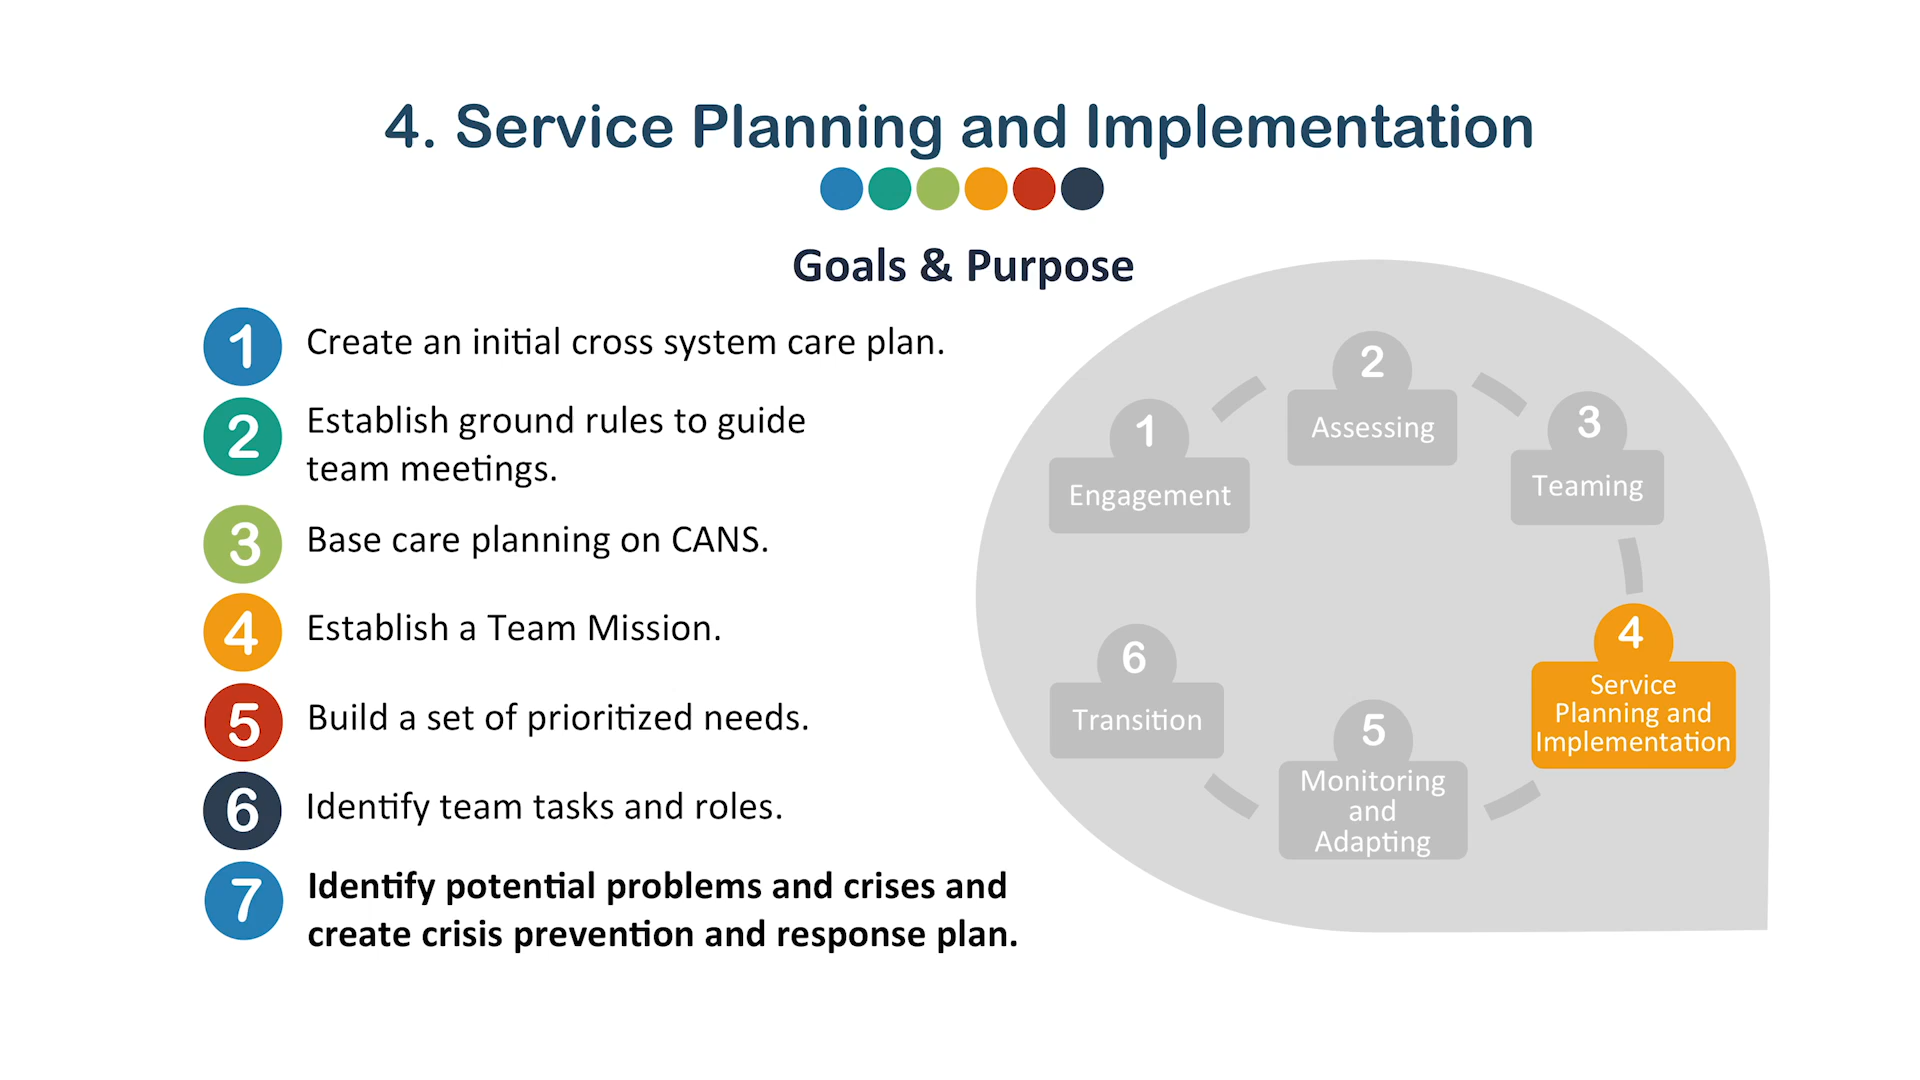 4. Service Planning and Implementation
Goals & Purpose
1 Create an initial cross system care plan.
2 Establish ground rules to guide
team meetings.
3 Base care planning on CANS.
4 Establish a Team Mission.
5 Build a set of prioritized needs.
6 Identify team tasks and roles.
7 Identify potential problems and crises and
create crisis prevention and response plan.
1
Engagement
2
Assessing
3
Teaming
4
Service
Planning and
Implementation
5
Monitoring
and
Adapting
6
Transition